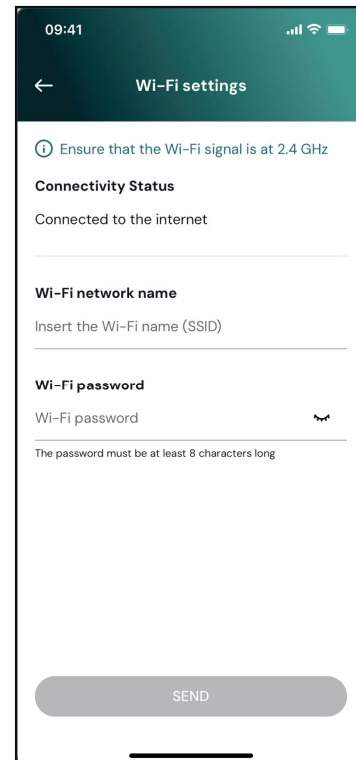 09:41
Wi-Fi settings
Ensure that the Wi-Fi signal is at 2.4 GHz
Connectivity Status
Connected to the internet
Wi-Fi network name
Insert the Wi-Fi name (SSID)
Wi-Fi password
Wi-Fi password
The password must be at least 8 characters long
SEND